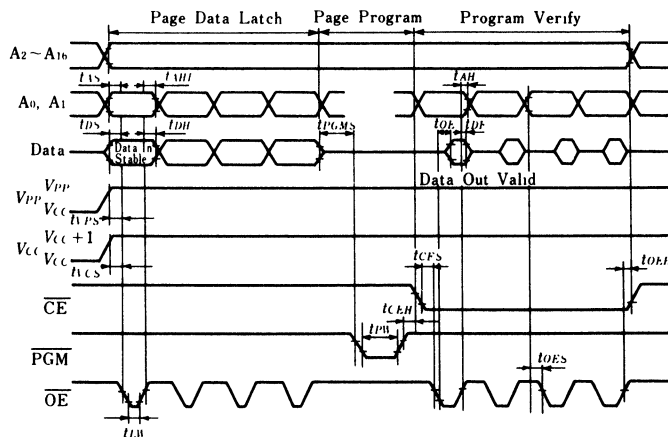 Page Data Latch Page Program Program Verify
A2~A16
tAS tAHL tAH
A0, A1
tDS tDH tPGMS tOE tDF
Data Data In Stable
Data Out Valid
VPP VPP
VCC
tVPS
VCC VCC+1
VCC
tVCS tCES tOEH
CE
tCEH
tPW
PGM
tOES
OE
tLW